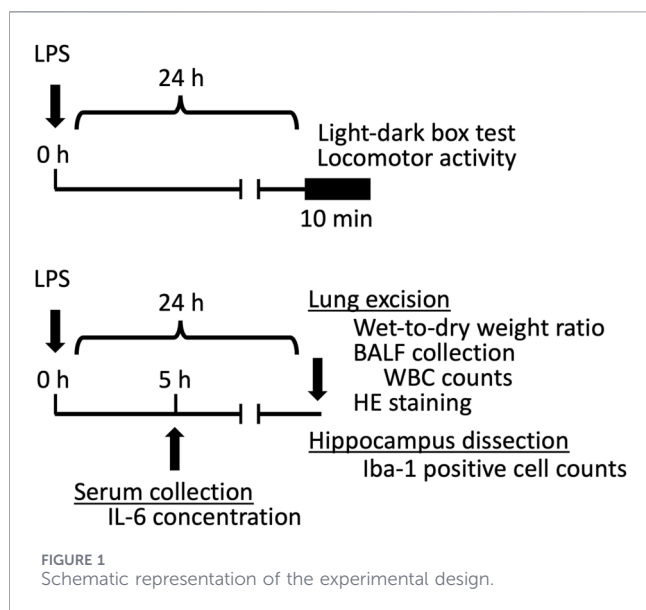 LPS
24 h
0 h
Light-dark box test
Locomotor activity
10 min
LPS
24 h
0 h
5 h
Lung excision
Wet-to-dry weight ratio
BALF collection
WBC counts
HE staining
Hippocampus dissection
Iba-1 positive cell counts
Serum collection
IL-6 concentration
FIGURE 1
Schematic representation of the experimental design.